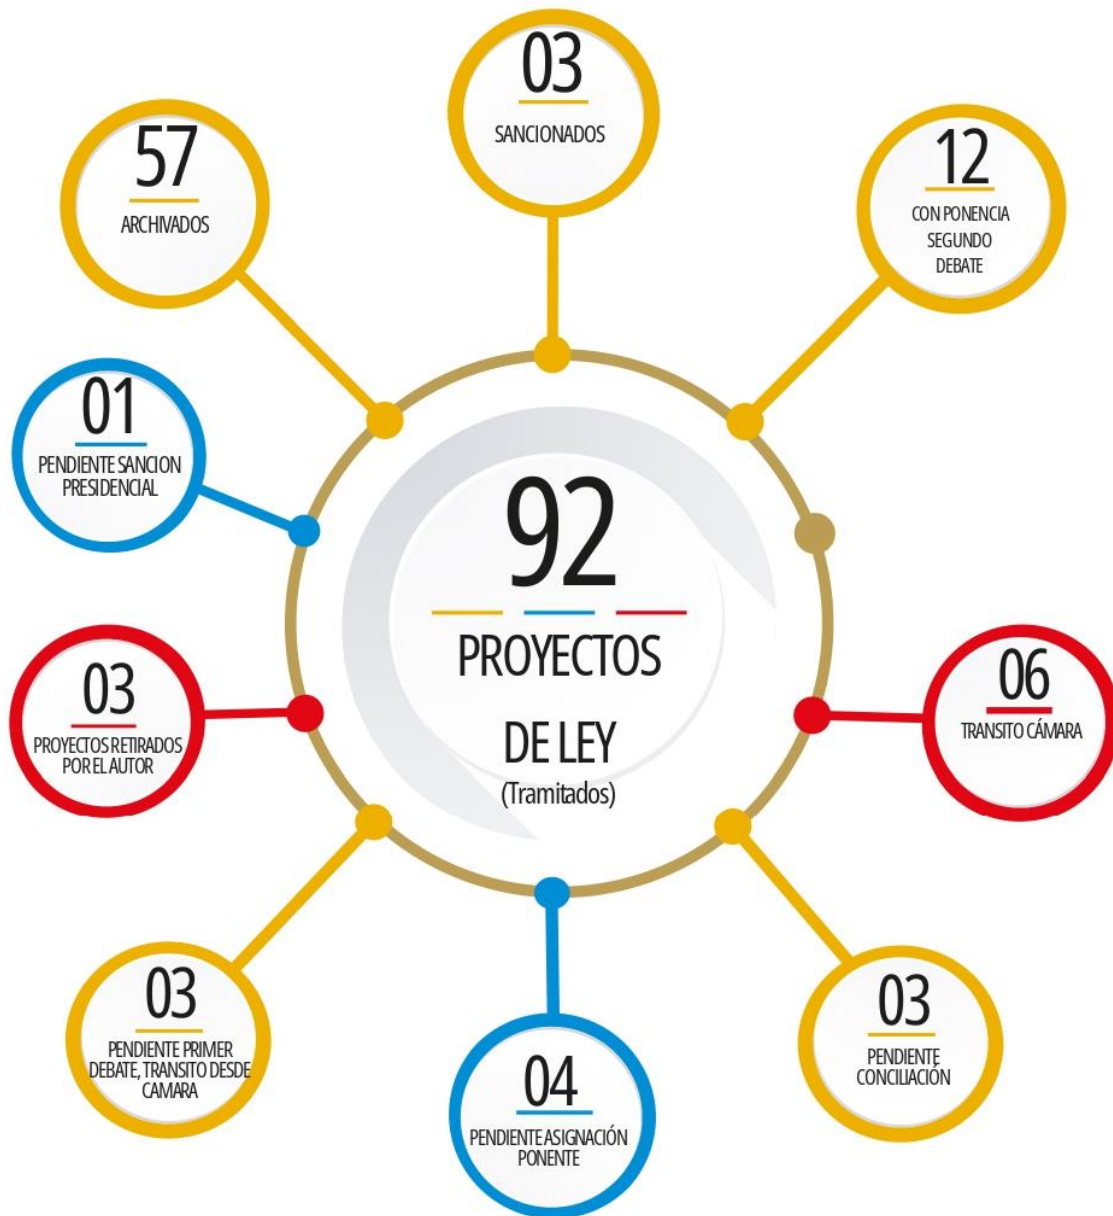 03
SANCIONADOS
57
ARCHIVADOS
12
CON PONENCIA
SEGUNDO
DEBATE
01
PENDIENTE SANCION
PRESIDENCIAL
92
PROYECTOS
DE LEY
(Tramitados)
03
PROYECTOS RETIRADOS
POR EL AUTOR
06
TRANSITO CÁMARA
03
PENDIENTE PRIMER
DEBATE, TRANSITO DESDE
CAMARA
04
PENDIENTE ASIGNACIÓN
PONENTE
03
PENDIENTE
CONCILIACIÓN